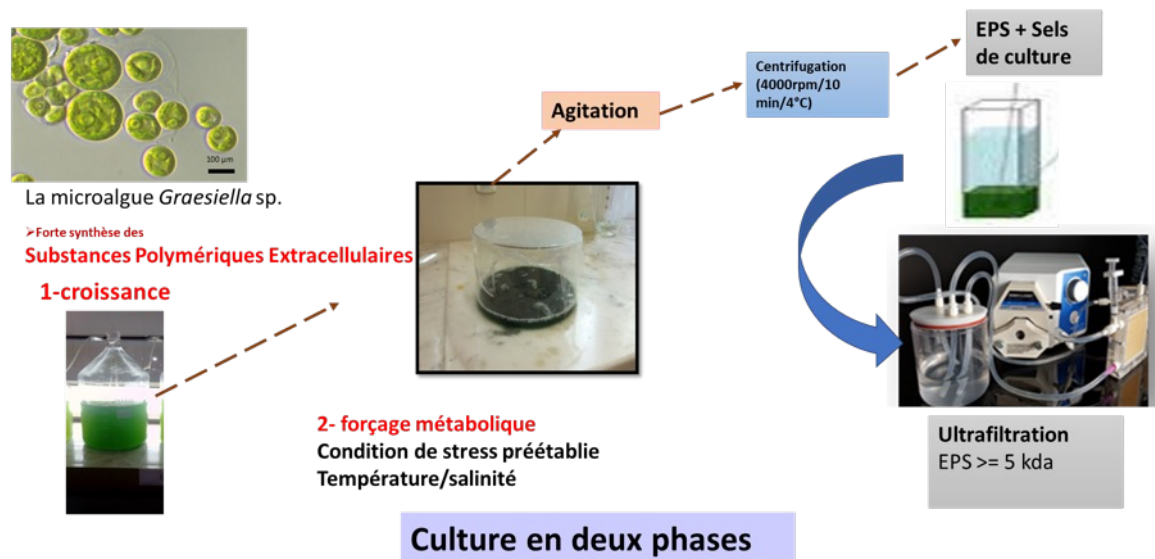 100 µm
La microalgue Graesiella sp.
➢Forte synthèse des
Substances Polymériques Extracellulaires
1-croissance
2- forçage métabolique
Condition de stress préétablie
Température/salinité
Agitation
Centrifugation
(4000rpm/10
min/4°C)
EPS + Sels
de culture
Ultrafiltration
EPS >= 5 kda
Culture en deux phases